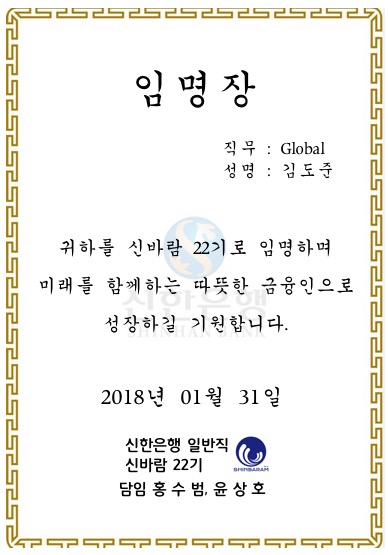 임명장
직무 : Global
성명 : 김도준
귀하를 신바람 22기로 임명하며
미래를 함께하는 따뜻한 금융인으로
신한은행
성장하길 기원합니다.
SHINHAN BANK
2018년 01월 31일
신한은행 일반직
신바람 22기
SHINBARAM
담임 홍수범, 윤상호